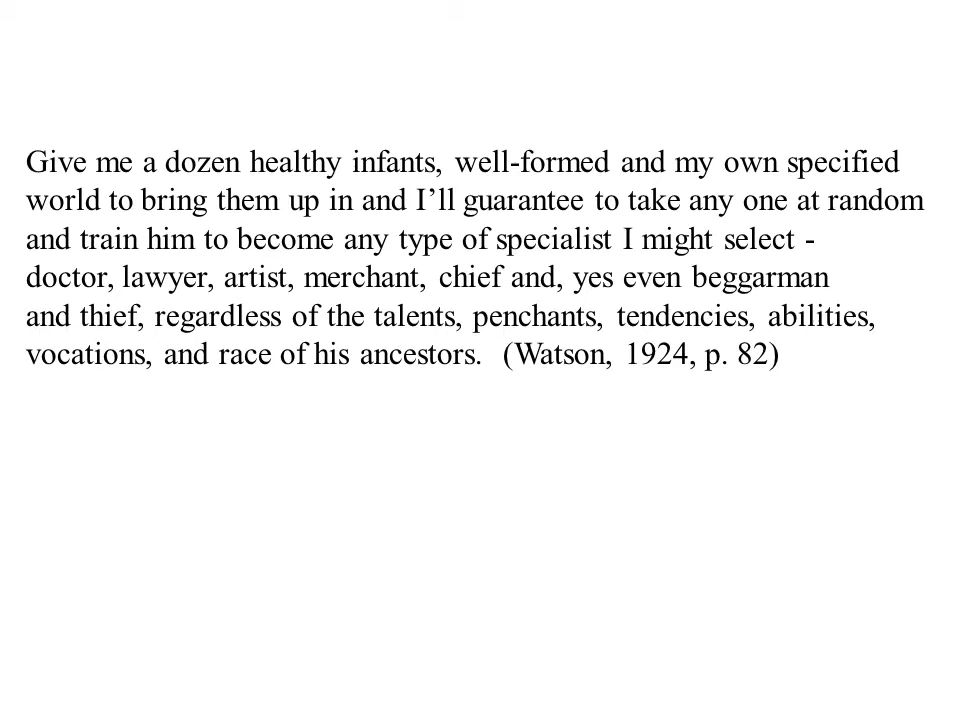 Give me a dozen healthy infants, well-formed and my own specified
world to bring them up in and I’ll guarantee to take any one at random
and train him to become any type of specialist I might select -
doctor, lawyer, artist, merchant, chief and, yes even beggarman
and thief, regardless of the talents, penchants, tendencies, abilities,
vocations, and race of his ancestors. (Watson, 1924, p. 82)